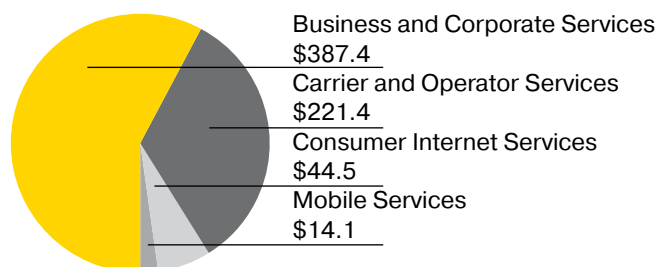 Business and Corporate Services
$387.4
Carrier and Operator Services
$221.4
Consumer Internet Services
$44.5
Mobile Services
$14.1